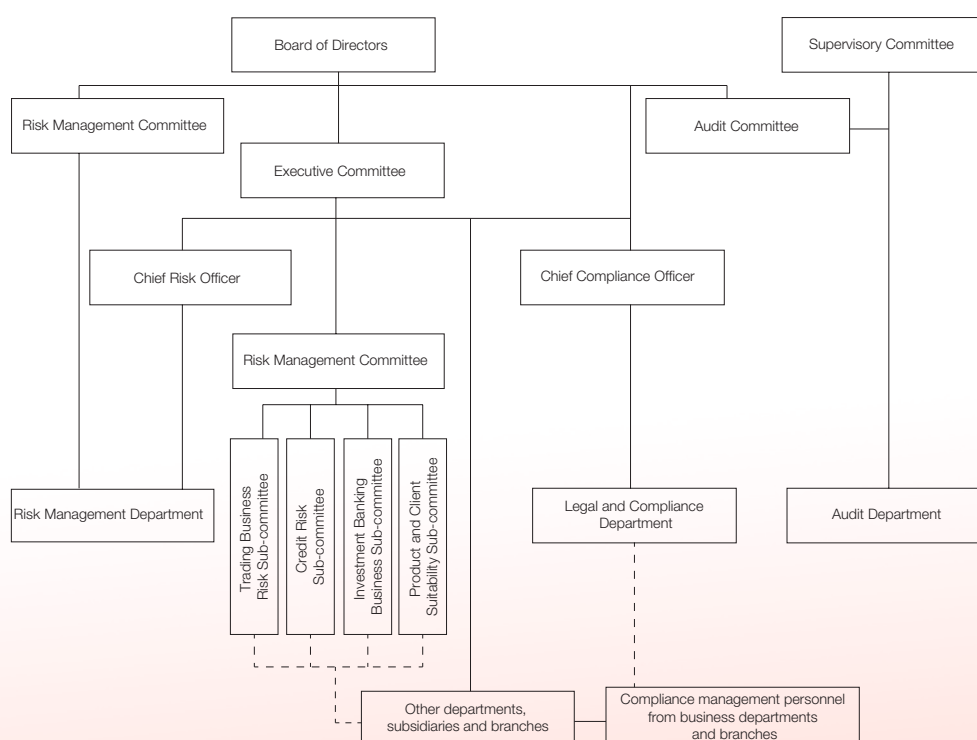 Board of Directors
Supervisory Committee
Risk Management Committee
Audit Committee
Executive Committee
Chief Risk Officer
Chief Compliance Officer
Risk Management Committee
Trading Business
Risk Sub-committee
Credit Risk
Sub-committee
Investment Banking
Business Sub-committee
Product and Client
Suitability Sub-committee
Risk Management Department
Legal and Compliance
Department
Audit Department
Other departments,
subsidiaries and branches
Compliance management personnel
from business departments
and branches